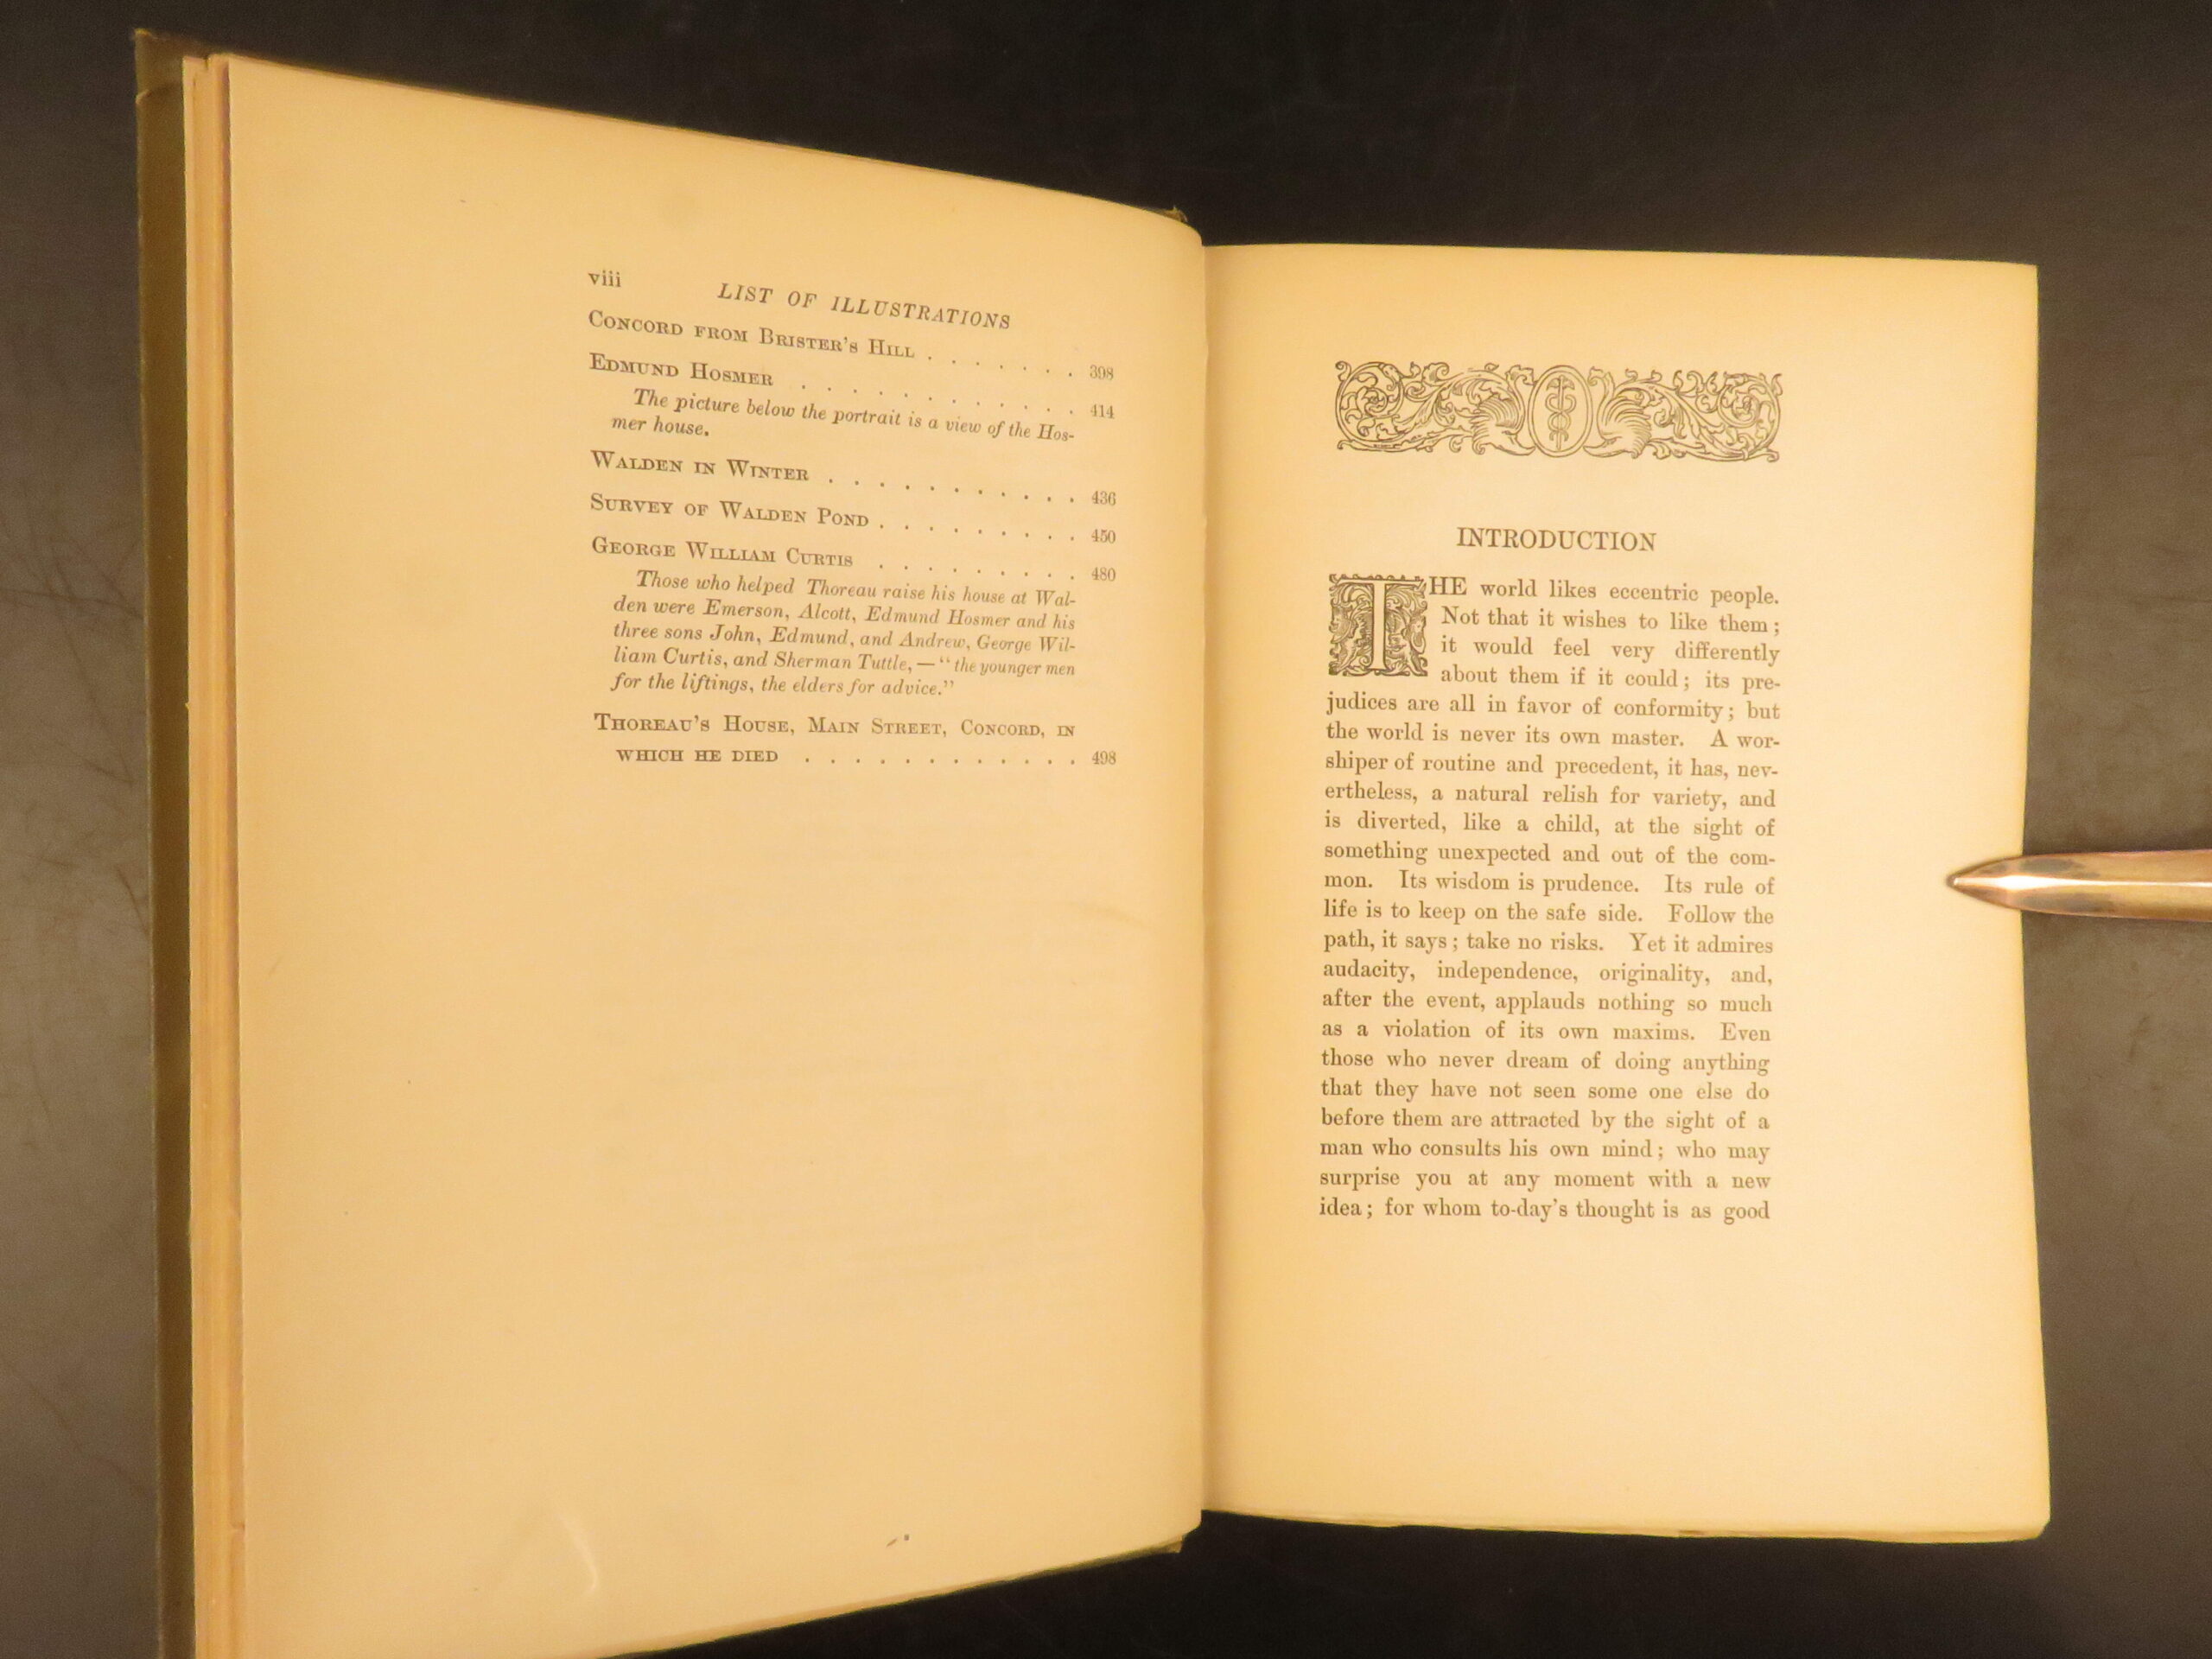 viii LIST OF ILLUSTRATIONS
CONCORD FROM BRISTER'S HILL . . . . . . . 398
EDMUND HOSMER . . . . . . . . . . . . 414
The picture below the portrait is a view of the Hos-
mer house.
WALDEN IN WINTER . . . . . . . . . . . 436
SURVEY OF WALDEN POND . . . . . . . . . 450
GEORGE WILLIAM CURTIS . . . . . . . . . 480
Those who helped Thoreau raise his house at Wal-
den were Emerson, Alcott, Edmund Hosmer and his
three sons John, Edmund, and Andrew, George Wil-
liam Curtis, and Sherman Tuttle, — "the younger men
for the liftings, the elders for advice."
THOREAU'S HOUSE, MAIN STREET, CONCORD, IN
WHICH HE DIED . . . . . . . . . . . . 498
INTRODUCTION
THE world likes eccentric people.
Not that it wishes to like them;
it would feel very differently
about them if it could; its pre-
judices are all in favor of conformity; but
the world is never its own master. A wor-
shiper of routine and precedent, it has, nev-
ertheless, a natural relish for variety, and
is diverted, like a child, at the sight of
something unexpected and out of the com-
mon. Its wisdom is prudence. Its rule of
life is to keep on the safe side. Follow the
path, it says; take no risks. Yet it admires
audacity, independence, originality, and,
after the event, applauds nothing so much
as a violation of its own maxims. Even
those who never dream of doing anything
that they have not seen some one else do
before them are attracted by the sight of a
man who consults his own mind; who may
surprise you at any moment with a new
idea; for whom to-day's thought is as good